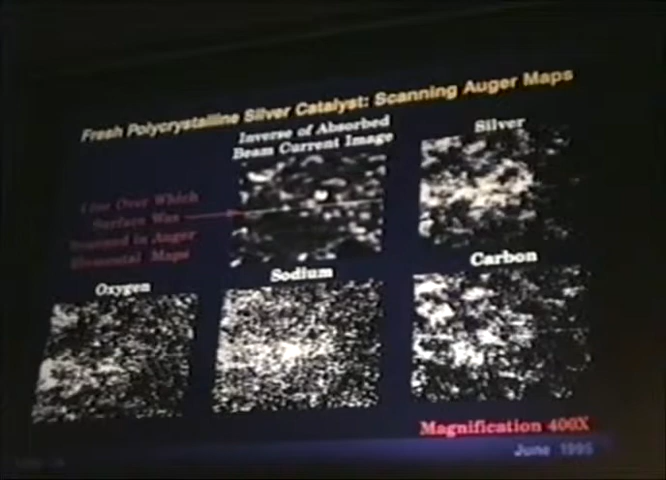 Fresh Polycrystalline Silver Catalyst: Scanning Auger Maps
Inverse of Absorbed
Beam Current Image
Silver
Line Over Which
Surface Was
Scanned in Auger
Elemental Maps
Oxygen
Sodium
Carbon
Magnification 400X
June 1995